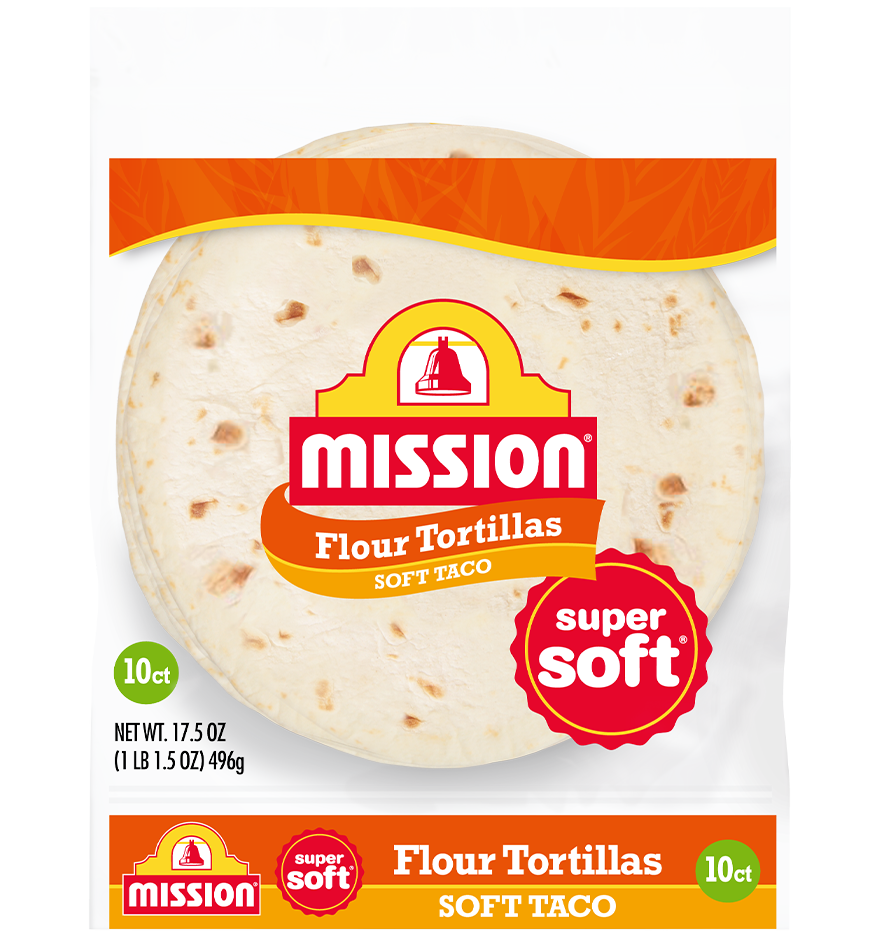 MISSION®
Flour Tortillas
SOFT TACO
super
soft®
10ct
NET WT. 17.5 OZ
(1 LB 1.5 OZ) 496g
MISSION®
super
soft®
Flour Tortillas
SOFT TACO
10ct